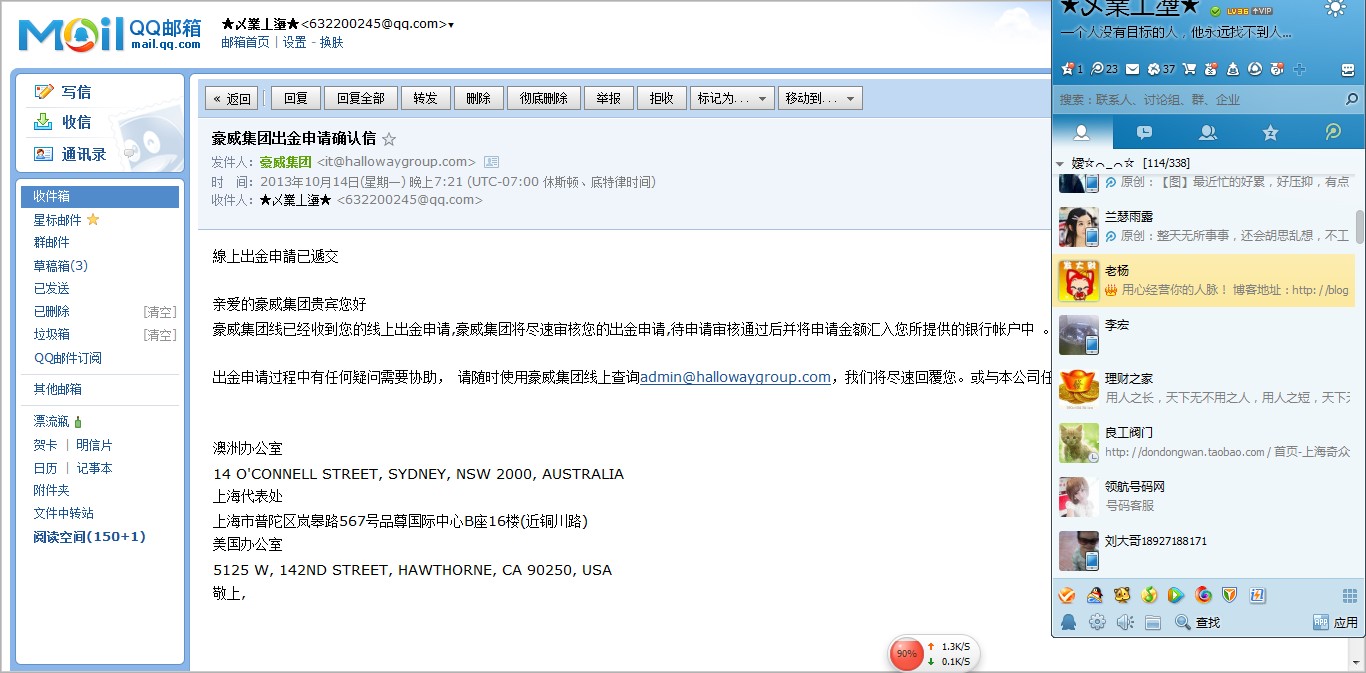 MOil QQ邮箱
mail.qq.com
★乄業丄海★<632200245@qq.com>▾
邮箱首页 | 设置 - 换肤
写信
收信
通讯录
收件箱
星标邮件
群邮件
草稿箱(3)
已发送
已删除 [清空]
垃圾箱 [清空]
QQ邮件订阅
其他邮箱
漂流瓶
贺卡 | 明信片
日历 | 记事本
附件夹
文件中转站
阅读空间(150+1)
« 返回 回复 回复全部 转发 删除 彻底删除 举报 拒收 标记为... 移动到...
豪威集团出金申请确认信 ☆
发件人：豪威集团 <it@hallowaygroup.com>
时 间：2013年10月14日(星期一) 晚上7:21 (UTC-07:00 休斯顿、底特律时间)
收件人：★乄業丄海★ <632200245@qq.com>
線上出金申請已遞交
亲爱的豪威集团贵宾您好
豪威集团线已经收到您的线上出金申请,豪威集团将尽速审核您的出金申请,待申请审核通过后并将申请金额汇入您所提供的银行帐户中 。
出金申请过程中有任何疑问需要协助， 请随时使用豪威集团线上查询admin@hallowaygroup.com，我们将尽速回覆您。或与本公司任
澳洲办公室
14 O'CONNELL STREET, SYDNEY, NSW 2000, AUSTRALIA
上海代表处
上海市普陀区岚皋路567号品尊国际中心B座16楼(近铜川路)
美国办公室
5125 W, 142ND STREET, HAWTHORNE, CA 90250, USA
敬上,
90% 1.3K/S
0.1K/S
★乄業丄海★ LV36 VIP
一个人没有目标的人，他永远找不到人...
1 23 37
搜索：联系人、讨论组、群、企业
[114/338]
原创：【图】最近忙的好累，好压抑，有点
兰瑟雨露
原创：整天无所事事，还会胡思乱想，不工
老杨
用心经营你的人脉！ 博客地址：http://blog
李宏
理财之家
用人之长，天下无不用之人，用人之短，天下
良工阀门
http://dondongwan.taobao.com/ 首页-上海奇众
领航号码网
号码客服
刘大哥18927188171
查找 应用